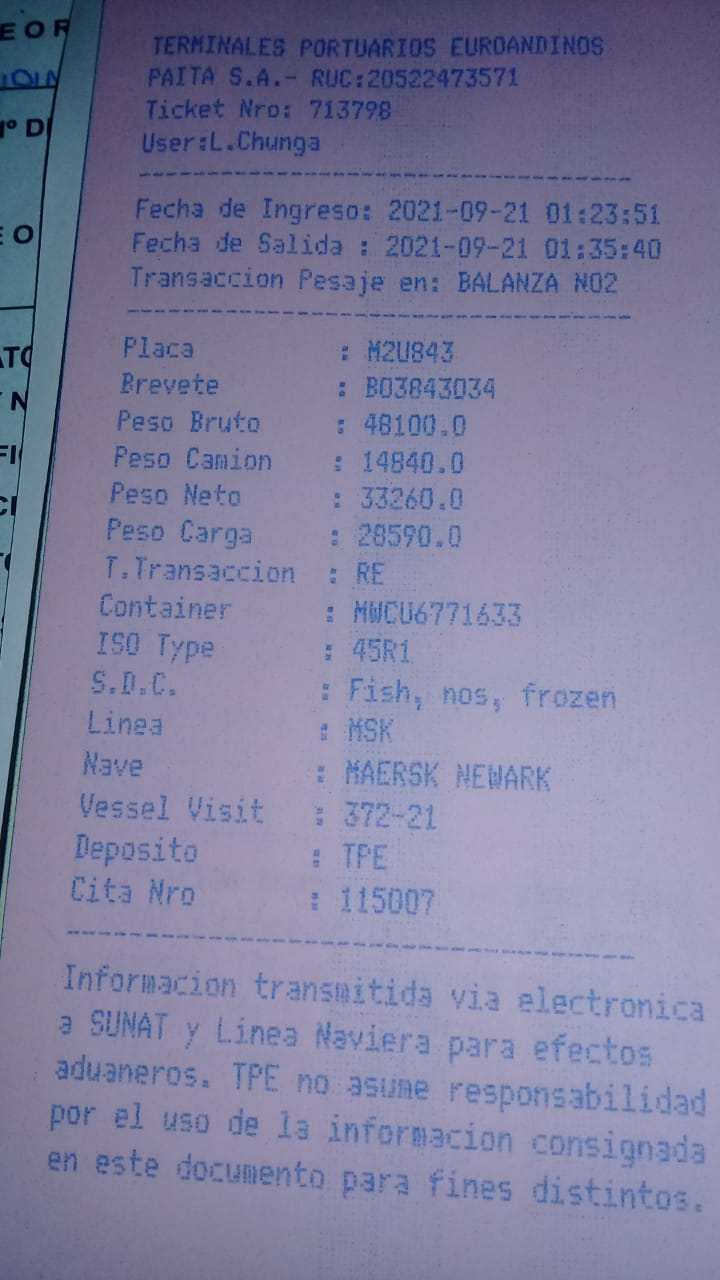 E O R
Nº DI
E O
ATO
Y N
FI
CI
TERMINALES PORTUARIOS EUROANDINOS
PAITA S.A.- RUC:20522473571
Ticket Nro: 713798
User:L.Chunga
---------------------------------
Fecha de Ingreso: 2021-09-21 01:23:51
Fecha de Salida : 2021-09-21 01:35:40
Transaccion Pesaje en: BALANZA NO2
---------------------------------
Placa : M2U843
Brevete : B03843034
Peso Bruto : 48100.0
Peso Camion : 14840.0
Peso Neto : 33260.0
Peso Carga : 28590.0
T.Transaccion : RE
Container : MWCU6771633
ISO Type : 45R1
S.D.C. : Fish, nos, frozen
Linea : MSK
Nave : MAERSK NEWARK
Vessel Visit : 372-21
Deposito : TPE
Cita Nro : 115007
---------------------------------
Informacion transmitida via electronica
a SUNAT y Linea Naviera para efectos
aduaneros. TPE no asume responsabilidad
por el uso de la informacion consignada
en este documento para fines distintos.